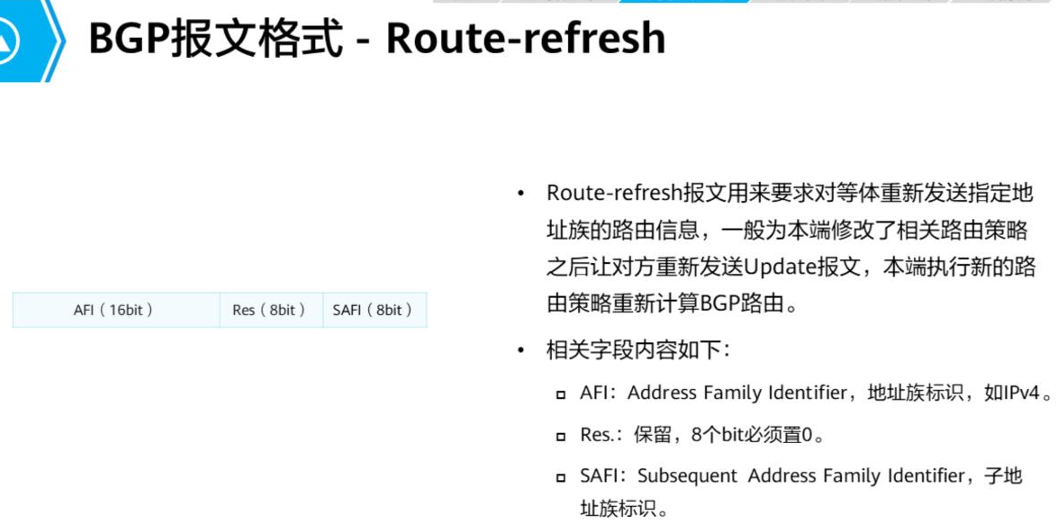 BGP报文格式 - Route-refresh
AFI（16bit）
Res（8bit）
SAFI（8bit）
• Route-refresh报文用来要求对等体重新发送指定地
址族的路由信息，一般为本端修改了相关路由策略
之后让对方重新发送Update报文，本端执行新的路
由策略重新计算BGP路由。
• 相关字段内容如下：
AFI：Address Family Identifier，地址族标识，如IPv4。
Res.：保留，8个bit必须置0。
SAFI：Subsequent Address Family Identifier，子地
址族标识。